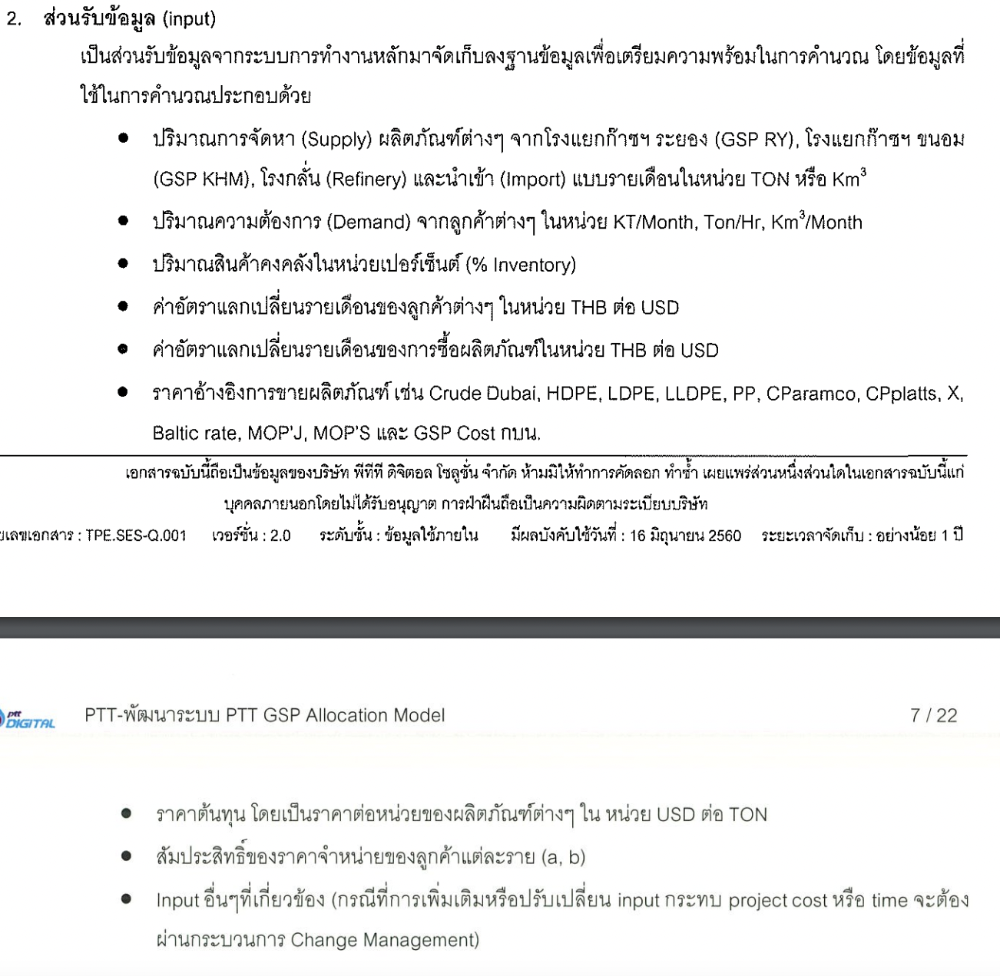 2. ส่วนรับข้อมูล (input)
เป็นส่วนรับข้อมูลจากระบบการทำงานหลักมาจัดเก็บลงฐานข้อมูลเพื่อเตรียมความพร้อมในการคำนวณ โดยข้อมูลที่
ใช้ในการคำนวณประกอบด้วย
● ปริมาณการจัดหา (Supply) ผลิตภัณฑ์ต่างๆ จากโรงแยกก๊าซฯ ระยอง (GSP RY), โรงแยกก๊าซฯ ขนอม
(GSP KHM), โรงกลั่น (Refinery) และนำเข้า (Import) แบบรายเดือนในหน่วย TON หรือ Km³
● ปริมาณความต้องการ (Demand) จากลูกค้าต่างๆ ในหน่วย KT/Month, Ton/Hr, Km³/Month
● ปริมาณสินค้าคงคลังในหน่วยเปอร์เซ็นต์ (% Inventory)
● ค่าอัตราแลกเปลี่ยนรายเดือนของลูกค้าต่างๆ ในหน่วย THB ต่อ USD
● ค่าอัตราแลกเปลี่ยนรายเดือนของการซื้อผลิตภัณฑ์ในหน่วย THB ต่อ USD
● ราคาอ้างอิงการขายผลิตภัณฑ์ เช่น Crude Dubai, HDPE, LDPE, LLDPE, PP, CParamco, CPplatts, X,
Baltic rate, MOP'J, MOP'S และ GSP Cost กบน.
เอกสารฉบับนี้ถือเป็นข้อมูลของบริษัท พีทีที ดิจิตอล โซลูชั่น จำกัด ห้ามมิให้ทำการคัดลอก ทำซ้ำ เผยแพร่ส่วนหนึ่งส่วนใดในเอกสารฉบับนี้แก่
บุคคลภายนอกโดยไม่ได้รับอนุญาต การฝ่าฝืนถือเป็นความผิดตามระเบียบบริษัท
ยเลขเอกสาร : TPE.SES-Q.001 เวอร์ชั่น : 2.0 ระดับชั้น : ข้อมูลใช้ภายใน มีผลบังคับใช้วันที่ : 16 มิถุนายน 2560 ระยะเวลาจัดเก็บ : อย่างน้อย 1 ปี
ptt
DIGITAL PTT-พัฒนาระบบ PTT GSP Allocation Model 7 / 22
● ราคาต้นทุน โดยเป็นราคาต่อหน่วยของผลิตภัณฑ์ต่างๆ ใน หน่วย USD ต่อ TON
● สัมประสิทธิ์ของราคาจำหน่ายของลูกค้าแต่ละราย (a, b)
● Input อื่นๆที่เกี่ยวข้อง (กรณีที่การเพิ่มเติมหรือปรับเปลี่ยน input กระทบ project cost หรือ time จะต้อง
ผ่านกระบวนการ Change Management)